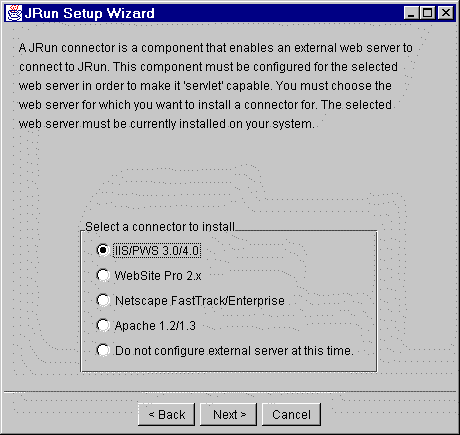 JRun Setup Wizard
A JRun connector is a component that enables an external web server to
connect to JRun. This component must be configured for the selected
web server in order to make it 'servlet' capable. You must choose the
web server for which you want to install a connector for. The selected
web server must be currently installed on your system.
Select a connector to install
IIS/PWS 3.0/4.0
WebSite Pro 2.x
Netscape FastTrack/Enterprise
Apache 1.2/1.3
Do not configure external server at this time.
< Back Next > Cancel